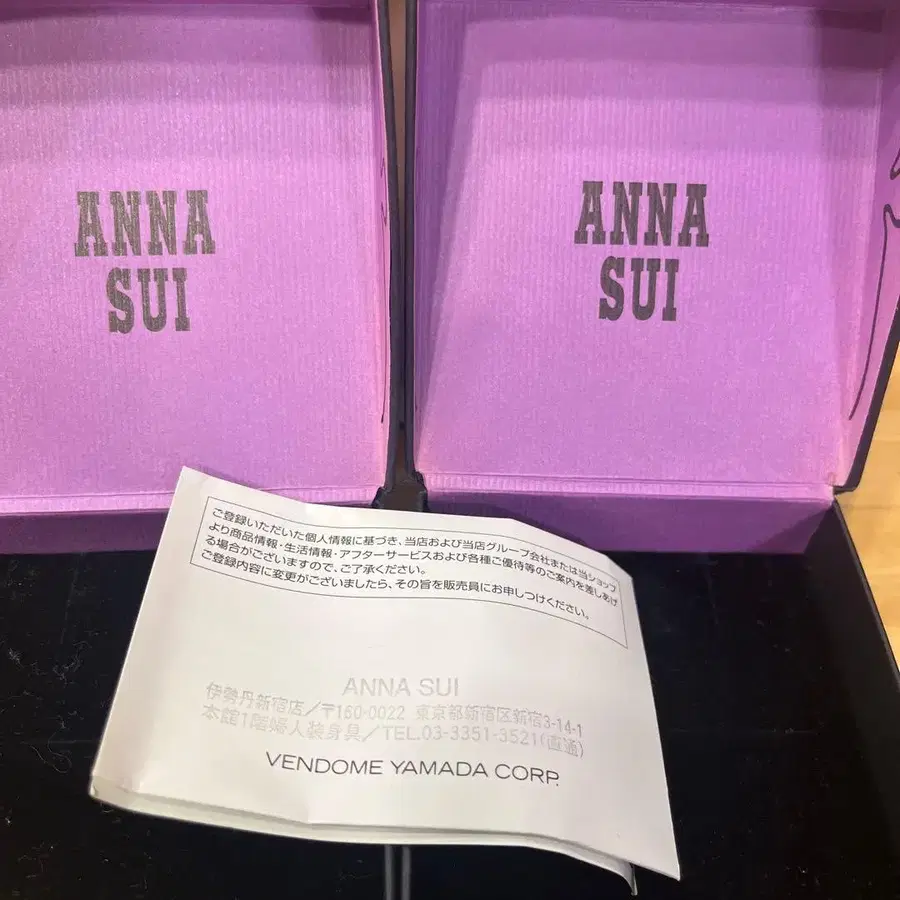 ANNA
SUI
ANNA
SUI
ご登録いただいた個人情報に基づき、当店および当店グループ会社または当ショップ
より商品情報・生活情報・アフターサービスおよび各種ご優待等のご案内を差しあげ
る場合がございますので、ご了承ください。
ご登録内容に変更がございましたら、その旨を販売員にお申しつけください。
ANNA SUI
伊勢丹新宿店/〒160-0022 東京都新宿区新宿3-14-1
本館1階婦人装身具/TEL.03-3351-3521(直通)
VENDOME YAMADA CORP.